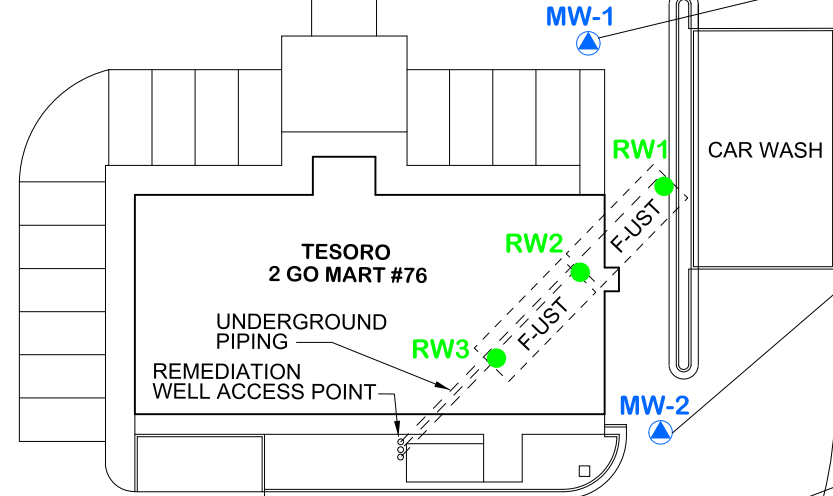 MW-1
RW1
CAR WASH
F-UST
RW2
TESORO
2 GO MART #76
F-UST
UNDERGROUND
PIPING
RW3
REMEDIATION
WELL ACCESS POINT
MW-2